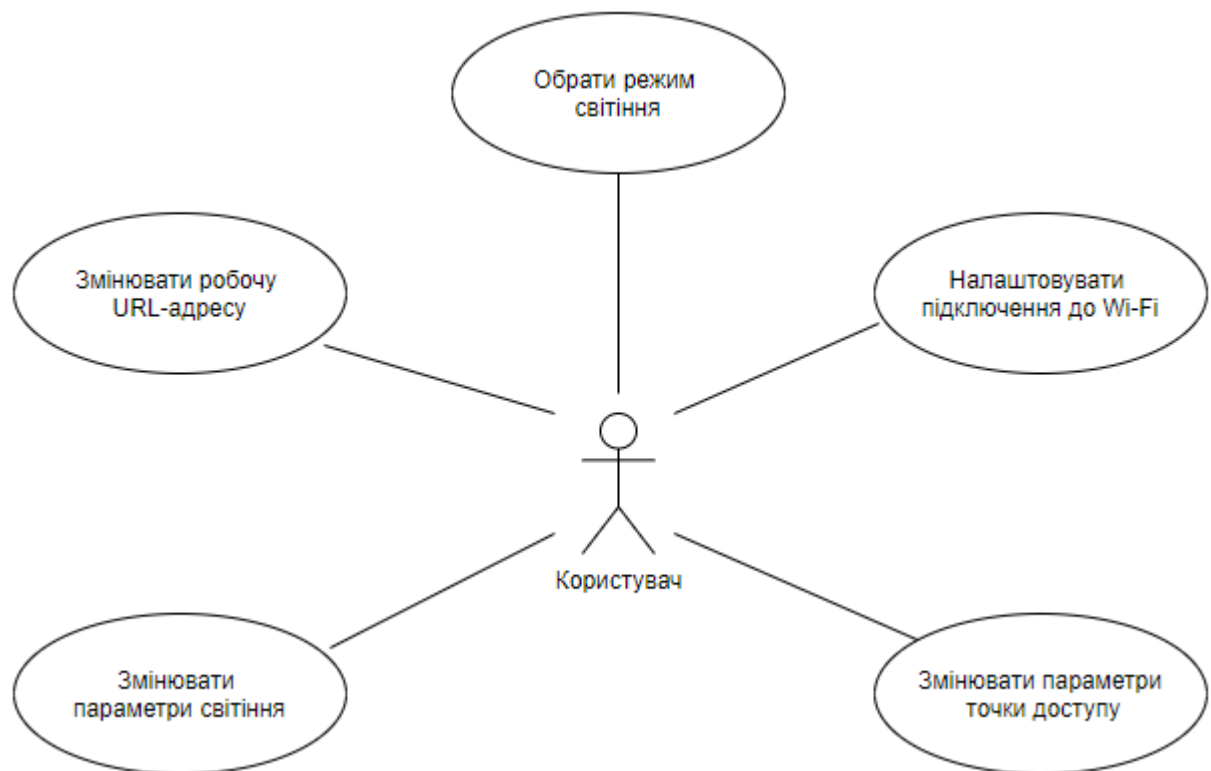 Обрати режим
світіння
Змінювати робочу
URL-адресу
Налаштовувати
підключення до Wi-Fi
Користувач
Змінювати
параметри світіння
Змінювати параметри
точки доступу